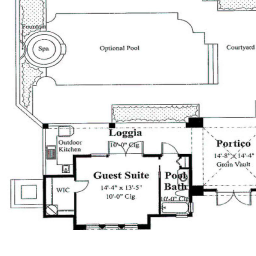 Fountain
Spa
Optional Pool
Courtyard
Outdoor
Kitchen
Loggia
10'-0" Clg
Portico
14'-8" x 14'-4"
Groin Vault
Guest Suite
14'-4" x 13'-5"
10'-0" Clg
Pool
Bath
10'-0" Clg
WIC